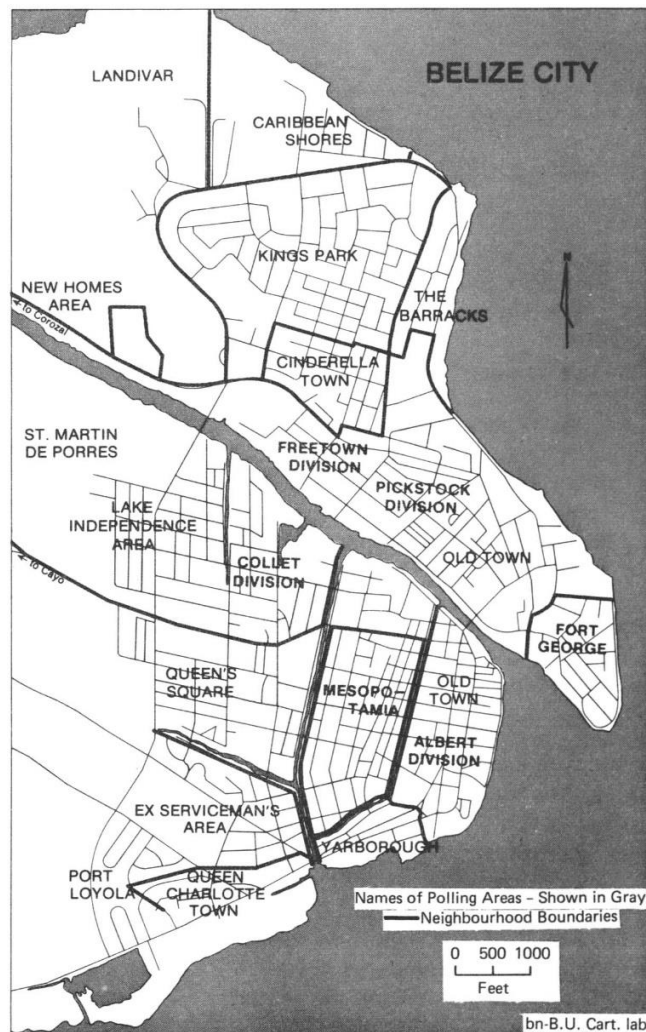 BELIZE CITY
LANDIVAR
CARIBBEAN
SHORES
KINGS PARK
N
NEW HOMES
AREA
to Corozal
THE
BARRACKS
CINDERELLA
TOWN
ST. MARTIN
DE PORRES
FREETOWN
DIVISION
PICKSTOCK
DIVISION
LAKE
INDEPENDENCE
AREA
COLLET
DIVISION
OLD TOWN
to Cayo
FORT
GEORGE
QUEEN'S
SQUARE
MESOPO-
TAMIA
OLD
TOWN
ALBERT
DIVISION
EX SERVICEMAN'S
AREA
YARBOROUGH
PORT
LOYOLA
QUEEN
CHARLOTTE
TOWN
Names of Polling Areas - Shown in Gray
Neighbourhood Boundaries
0 500 1000
Feet
bn-B.U. Cart. lab